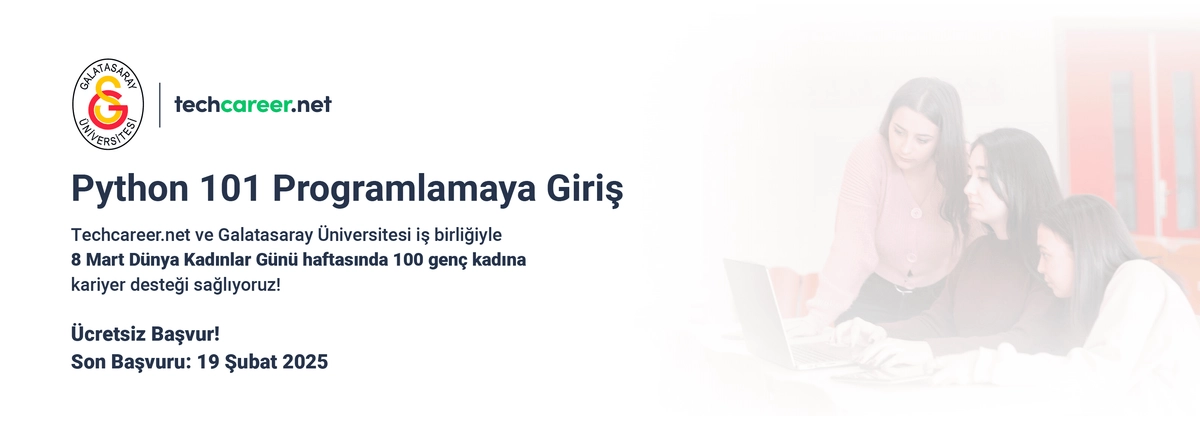 GALATASARAY
ÜNİVERSİTESİ
techcareer.net
Python 101 Programlamaya Giriş
Techcareer.net ve Galatasaray Üniversitesi iş birliğiyle
8 Mart Dünya Kadınlar Günü haftasında 100 genç kadına
kariyer desteği sağlıyoruz!
Ücretsiz Başvur!
Son Başvuru: 19 Şubat 2025